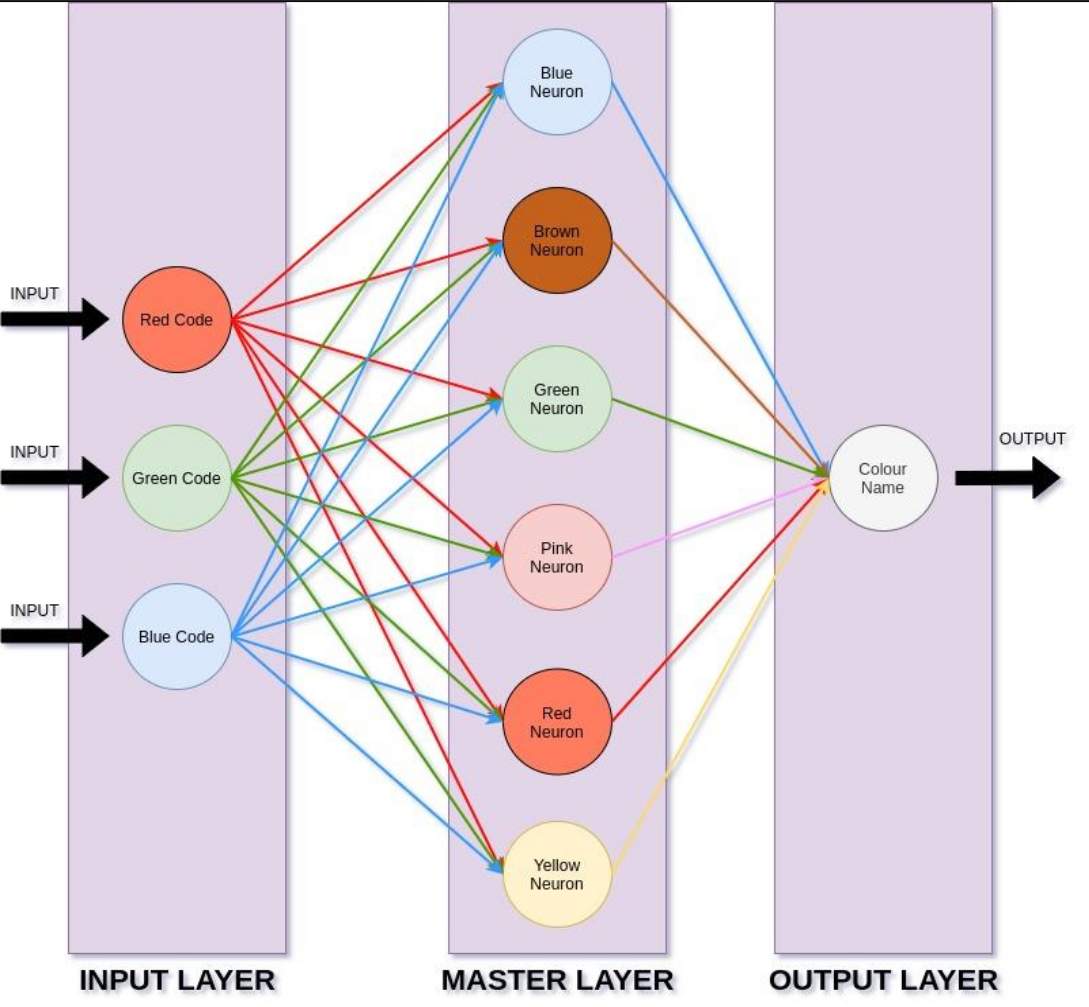 Blue
Neuron
Brown
Neuron
INPUT
Red Code
Green
Neuron
INPUT
Green Code
OUTPUT
Colour
Name
Pink
Neuron
INPUT
Blue Code
Red
Neuron
Yellow
Neuron
INPUT LAYER
MASTER LAYER
OUTPUT LAYER